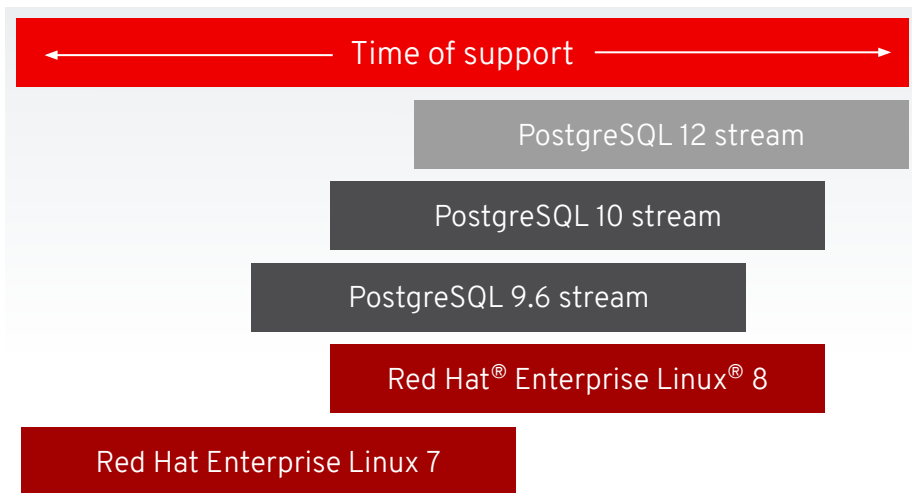 Time of support
PostgreSQL 12 stream
PostgreSQL 10 stream
PostgreSQL 9.6 stream
Red Hat® Enterprise Linux® 8
Red Hat Enterprise Linux 7